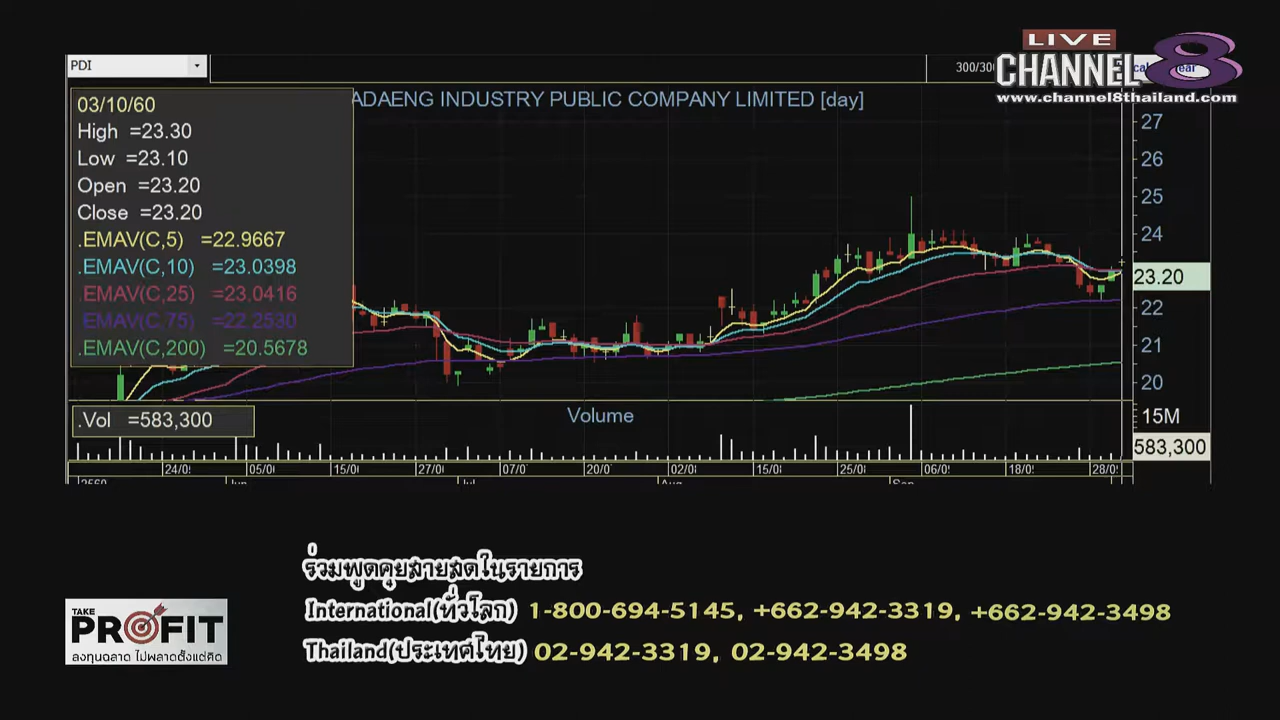 LIVE
CHANNEL 8
www.channel8thailand.com
PDI
300/300
03/10/60
High =23.30
Low =23.10
Open =23.20
Close =23.20
.EMAV(C,5) =22.9667
.EMAV(C,10) =23.0398
.EMAV(C,25) =23.0416
.EMAV(C,75) =22.2530
.EMAV(C,200) =20.5678
ADAENG INDUSTRY PUBLIC COMPANY LIMITED [day]
27
26
25
24
23.20
22
21
20
.Vol =583,300
Volume
15M
583,300
24/0 05/0 15/0 27/0 07/0 20/0 02/0 15/0 25/0 06/0 18/0 28/0
2560 Jun Jul Aug Sep
ร่วมพูดคุยสายสดในรายการ
International(ทั่วโลก) 1-800-694-5145, +662-942-3319, +662-942-3498
Thailand(ประเทศไทย) 02-942-3319, 02-942-3498
TAKE
PROFIT
ลงทุนฉลาด ไม่พลาดตั้งแต่คิด